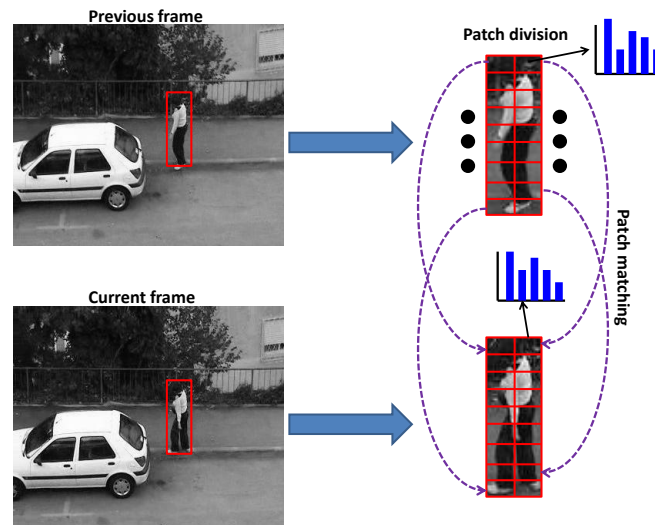 Previous frame
Patch division
Patch matching
Current frame